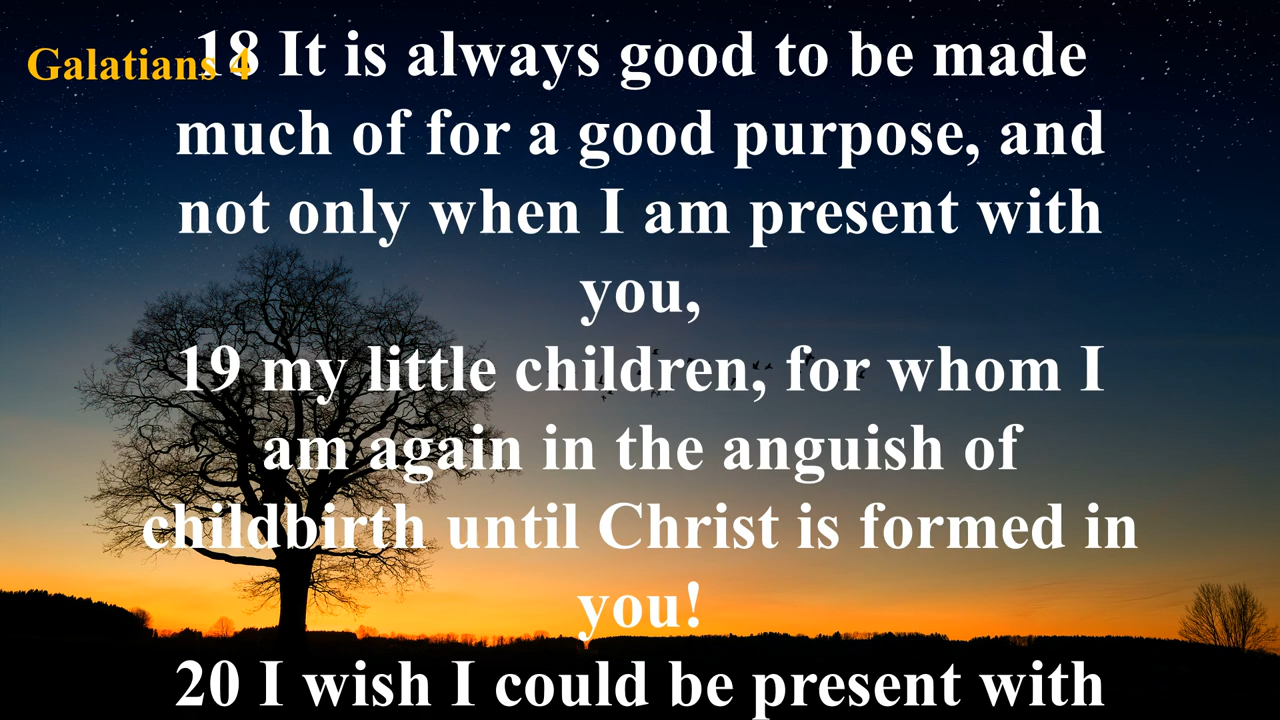 Galatians 4
18 It is always good to be made
much of for a good purpose, and
not only when I am present with
you,
19 my little children, for whom I
am again in the anguish of
childbirth until Christ is formed in
you!
20 I wish I could be present with